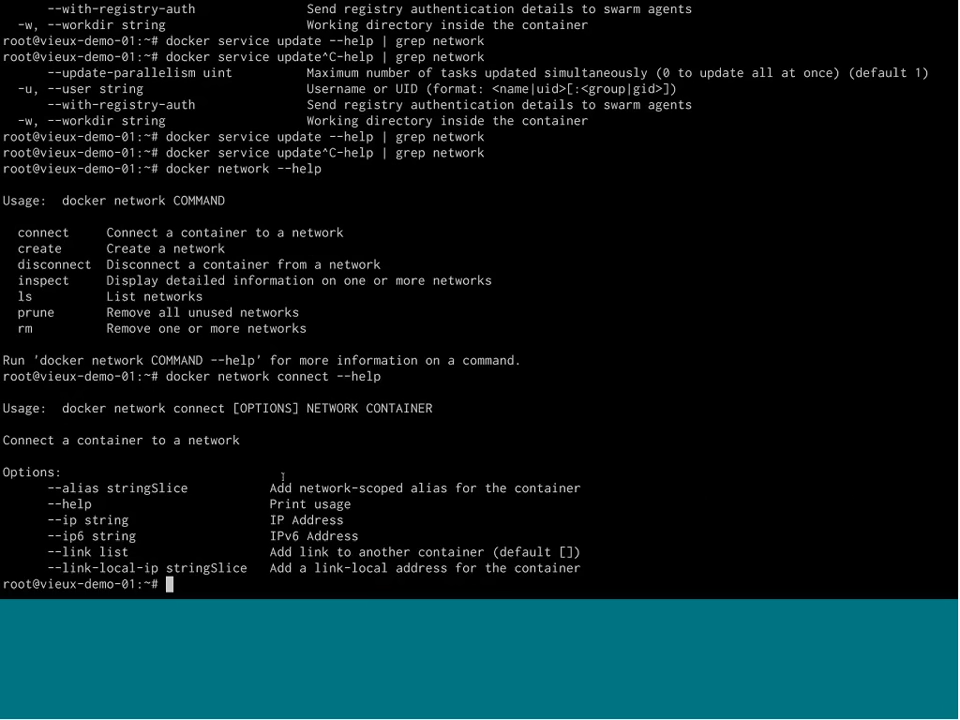 --with-registry-auth Send registry authentication details to swarm agents
-w, --workdir string Working directory inside the container
root@vieux-demo-01:~# docker service update --help | grep network
root@vieux-demo-01:~# docker service update^C-help | grep network
--update-parallelism uint Maximum number of tasks updated simultaneously (0 to update all at once) (default 1)
-u, --user string Username or UID (format: <name|uid>[:<group|gid>])
--with-registry-auth Send registry authentication details to swarm agents
-w, --workdir string Working directory inside the container
root@vieux-demo-01:~# docker service update --help | grep network
root@vieux-demo-01:~# docker service update^C-help | grep network
root@vieux-demo-01:~# docker network --help
Usage: docker network COMMAND
connect Connect a container to a network
create Create a network
disconnect Disconnect a container from a network
inspect Display detailed information on one or more networks
ls List networks
prune Remove all unused networks
rm Remove one or more networks
Run 'docker network COMMAND --help' for more information on a command.
root@vieux-demo-01:~# docker network connect --help
Usage: docker network connect [OPTIONS] NETWORK CONTAINER
Connect a container to a network
Options:
--alias stringSlice Add network-scoped alias for the container
--help Print usage
--ip string IP Address
--ip6 string IPv6 Address
--link list Add link to another container (default [])
--link-local-ip stringSlice Add a link-local address for the container
root@vieux-demo-01:~#